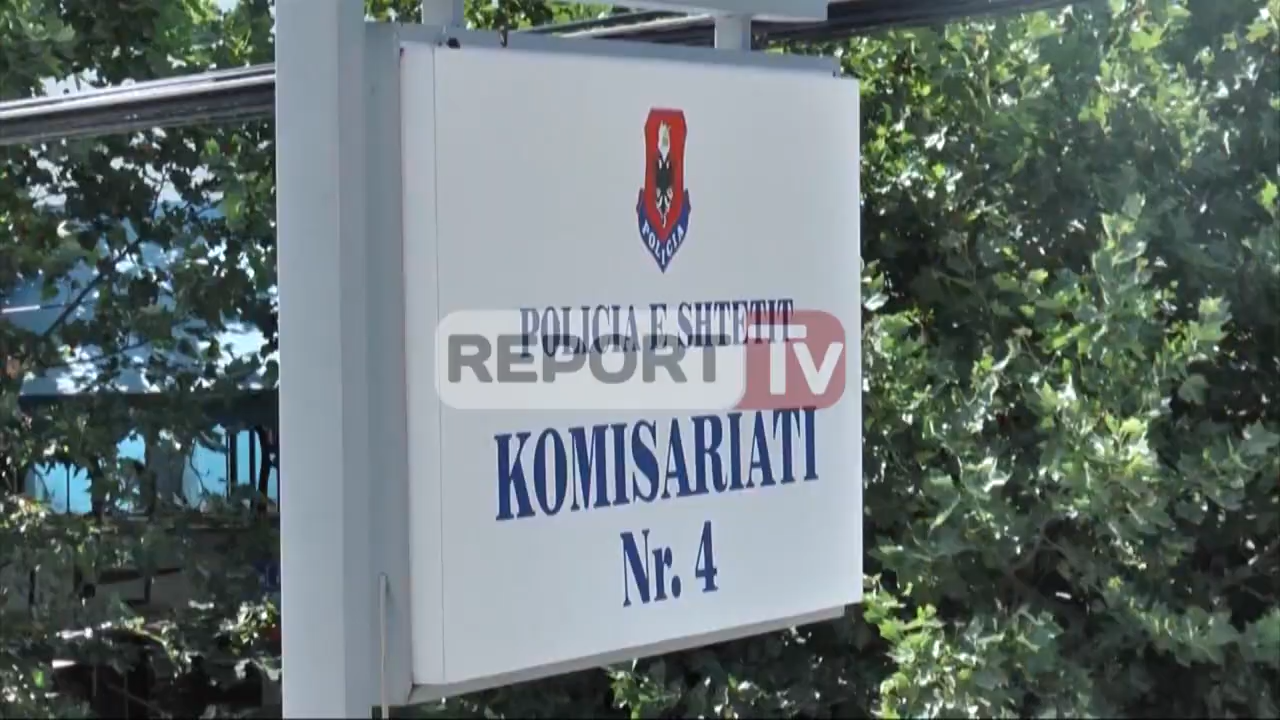 POLICIA
POLICIA E SHTETIT
REPORT TV
KOMISARIATI
Nr. 4